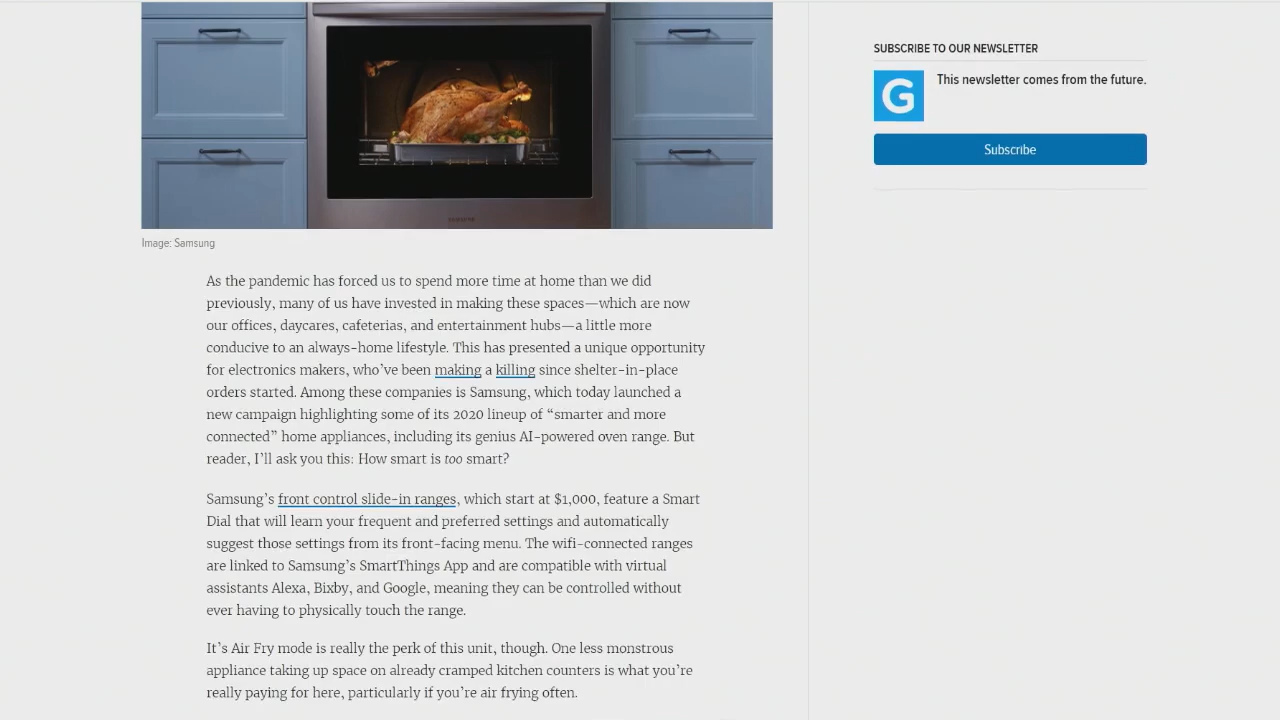 Image: Samsung
As the pandemic has forced us to spend more time at home than we did
previously, many of us have invested in making these spaces—which are now
our offices, daycares, cafeterias, and entertainment hubs—a little more
conducive to an always-home lifestyle. This has presented a unique opportunity
for electronics makers, who’ve been making a killing since shelter-in-place
orders started. Among these companies is Samsung, which today launched a
new campaign highlighting some of its 2020 lineup of “smarter and more
connected” home appliances, including its genius AI-powered oven range. But
reader, I’ll ask you this: How smart is too smart?
Samsung’s front control slide-in ranges, which start at $1,000, feature a Smart
Dial that will learn your frequent and preferred settings and automatically
suggest those settings from its front-facing menu. The wifi-connected ranges
are linked to Samsung’s SmartThings App and are compatible with virtual
assistants Alexa, Bixby, and Google, meaning they can be controlled without
ever having to physically touch the range.
It’s Air Fry mode is really the perk of this unit, though. One less monstrous
appliance taking up space on already cramped kitchen counters is what you’re
really paying for here, particularly if you’re air frying often.
SUBSCRIBE TO OUR NEWSLETTER
G
This newsletter comes from the future.
Subscribe